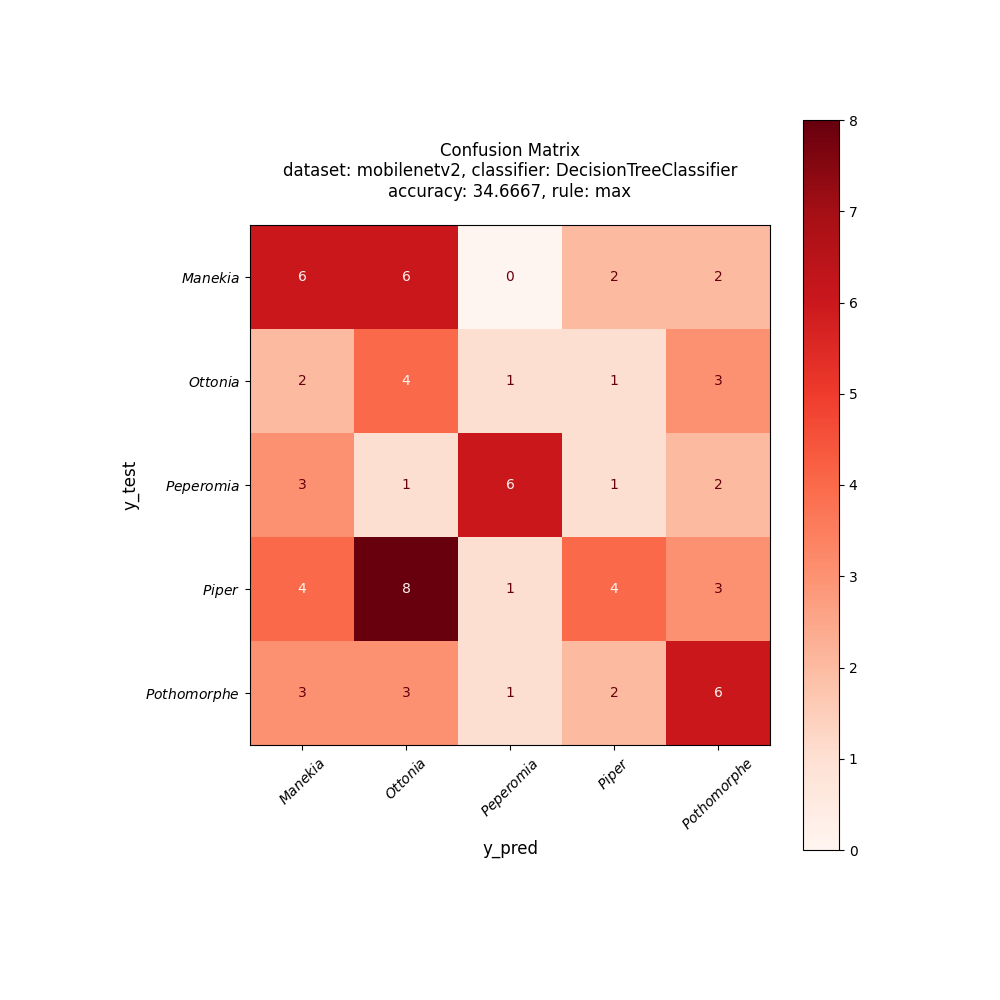 Confusion Matrix
dataset: mobilenetv2, classifier: DecisionTreeClassifier
accuracy: 34.6667, rule: max
y_test
Manekia 6 6 0 2 2
Ottonia 2 4 1 1 3
Peperomia 3 1 6 1 2
Piper 4 8 1 4 3
Pothomorphe 3 3 1 2 6
Manekia Ottonia Peperomia Piper Pothomorphe
y_pred
8
7
6
5
4
3
2
1
0